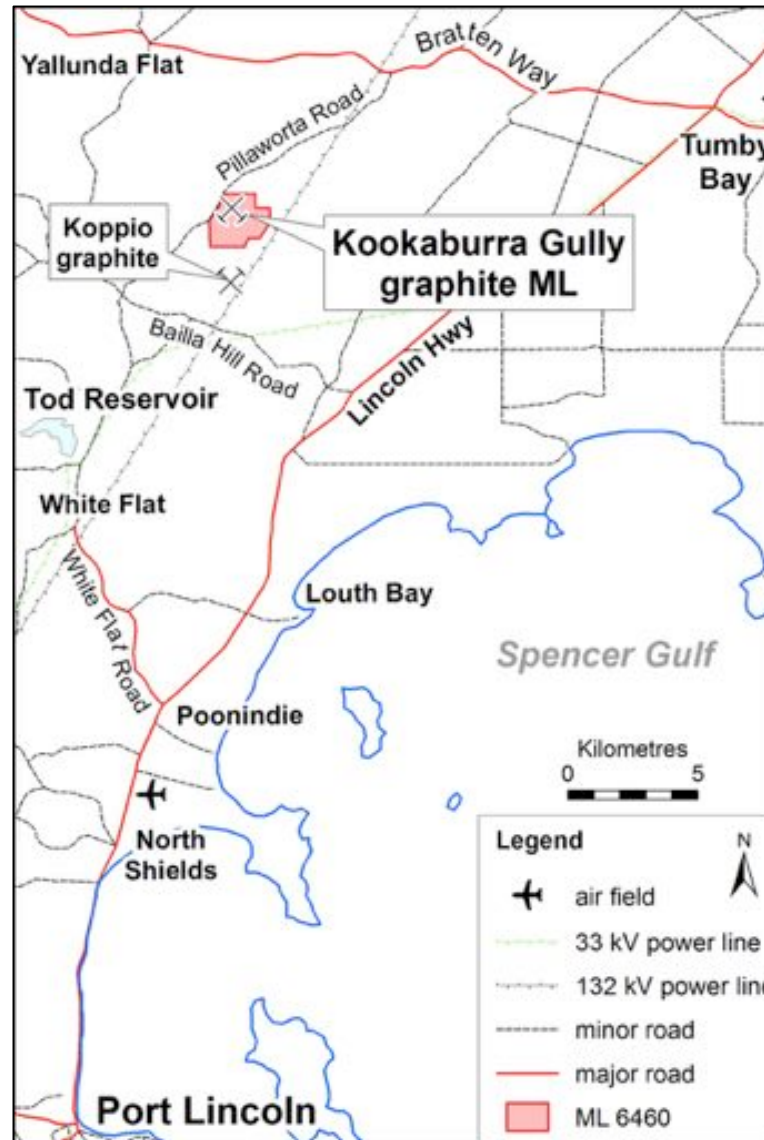 Yallunda Flat
Bratten Way
Pillaworta Road
Tumby
Bay
Koppio
graphite
Kookaburra Gully
graphite ML
Bailla Hill Road
Lincoln Hwy
Tod Reservoir
White Flat
White Flat Road
Louth Bay
Spencer Gulf
Poonindie
Kilometres
0 5
North
Shields
Legend
N
air field
33 kV power line
132 kV power line
minor road
major road
ML 6460
Port Lincoln